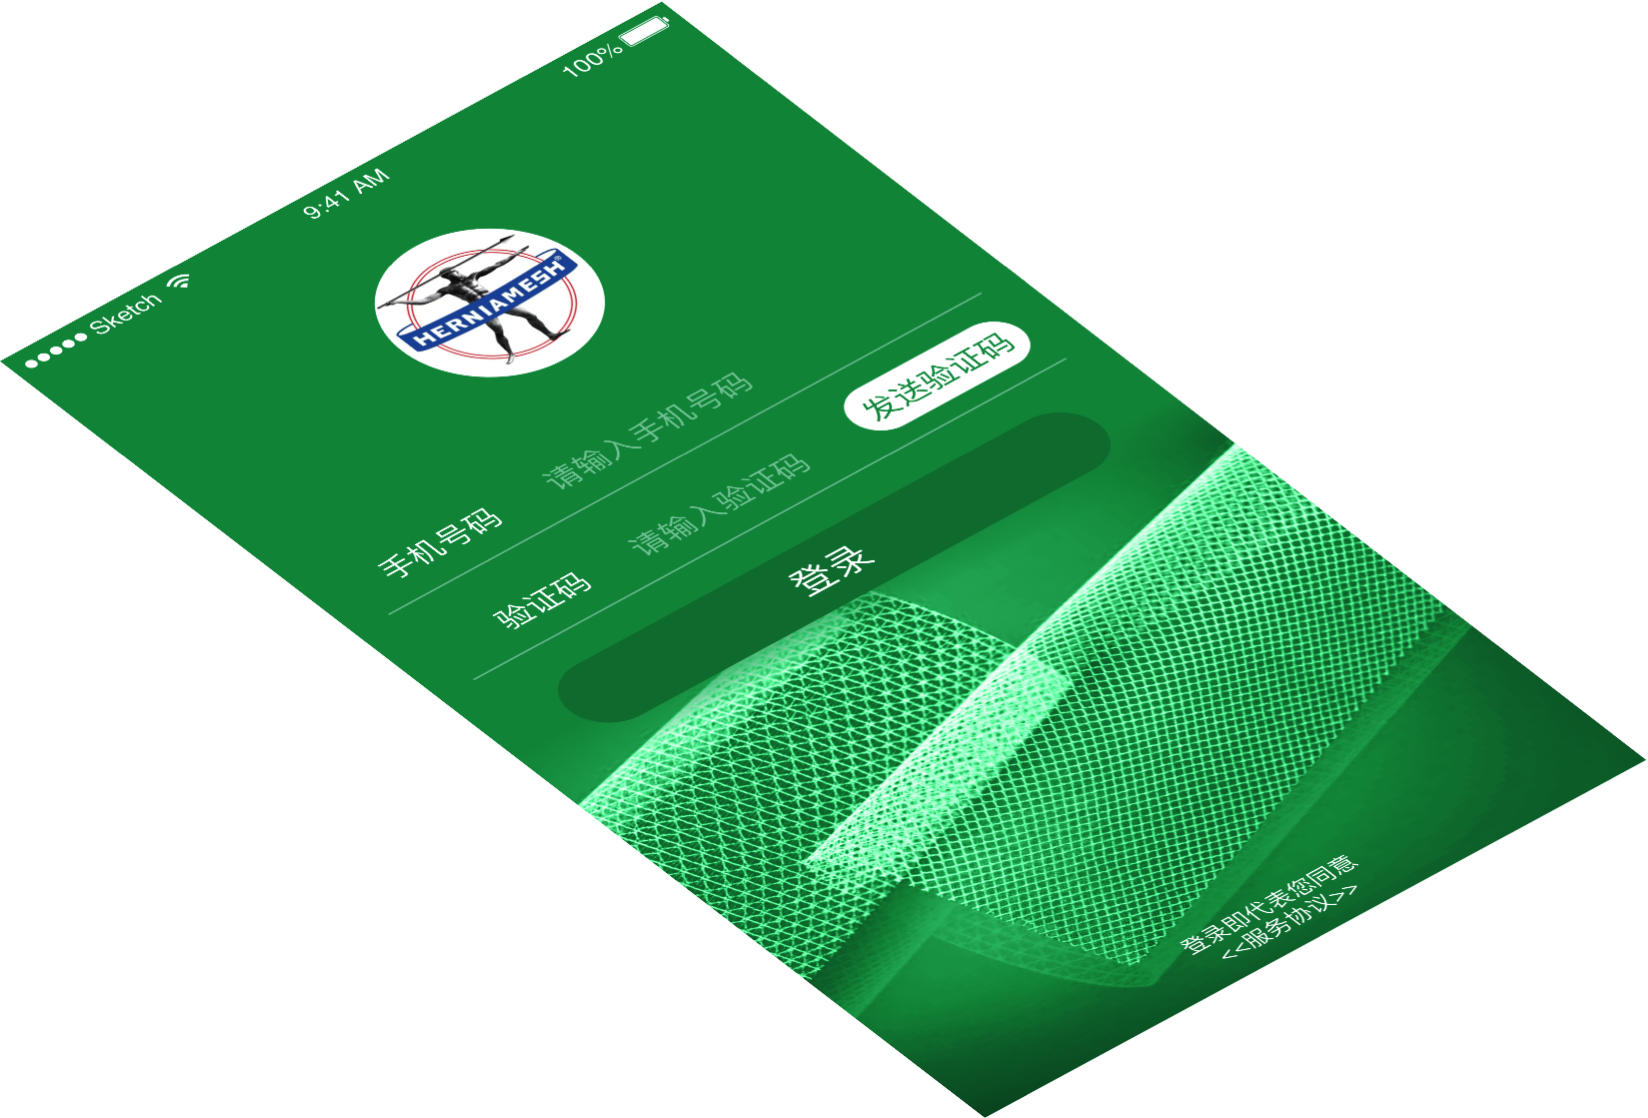 ●●●●● Sketch 9:41 AM 100%
HERNIAMESH®
手机号码 请输入手机号码
验证码 请输入验证码 发送验证码
登录
登录即代表您同意
<<服务协议>>